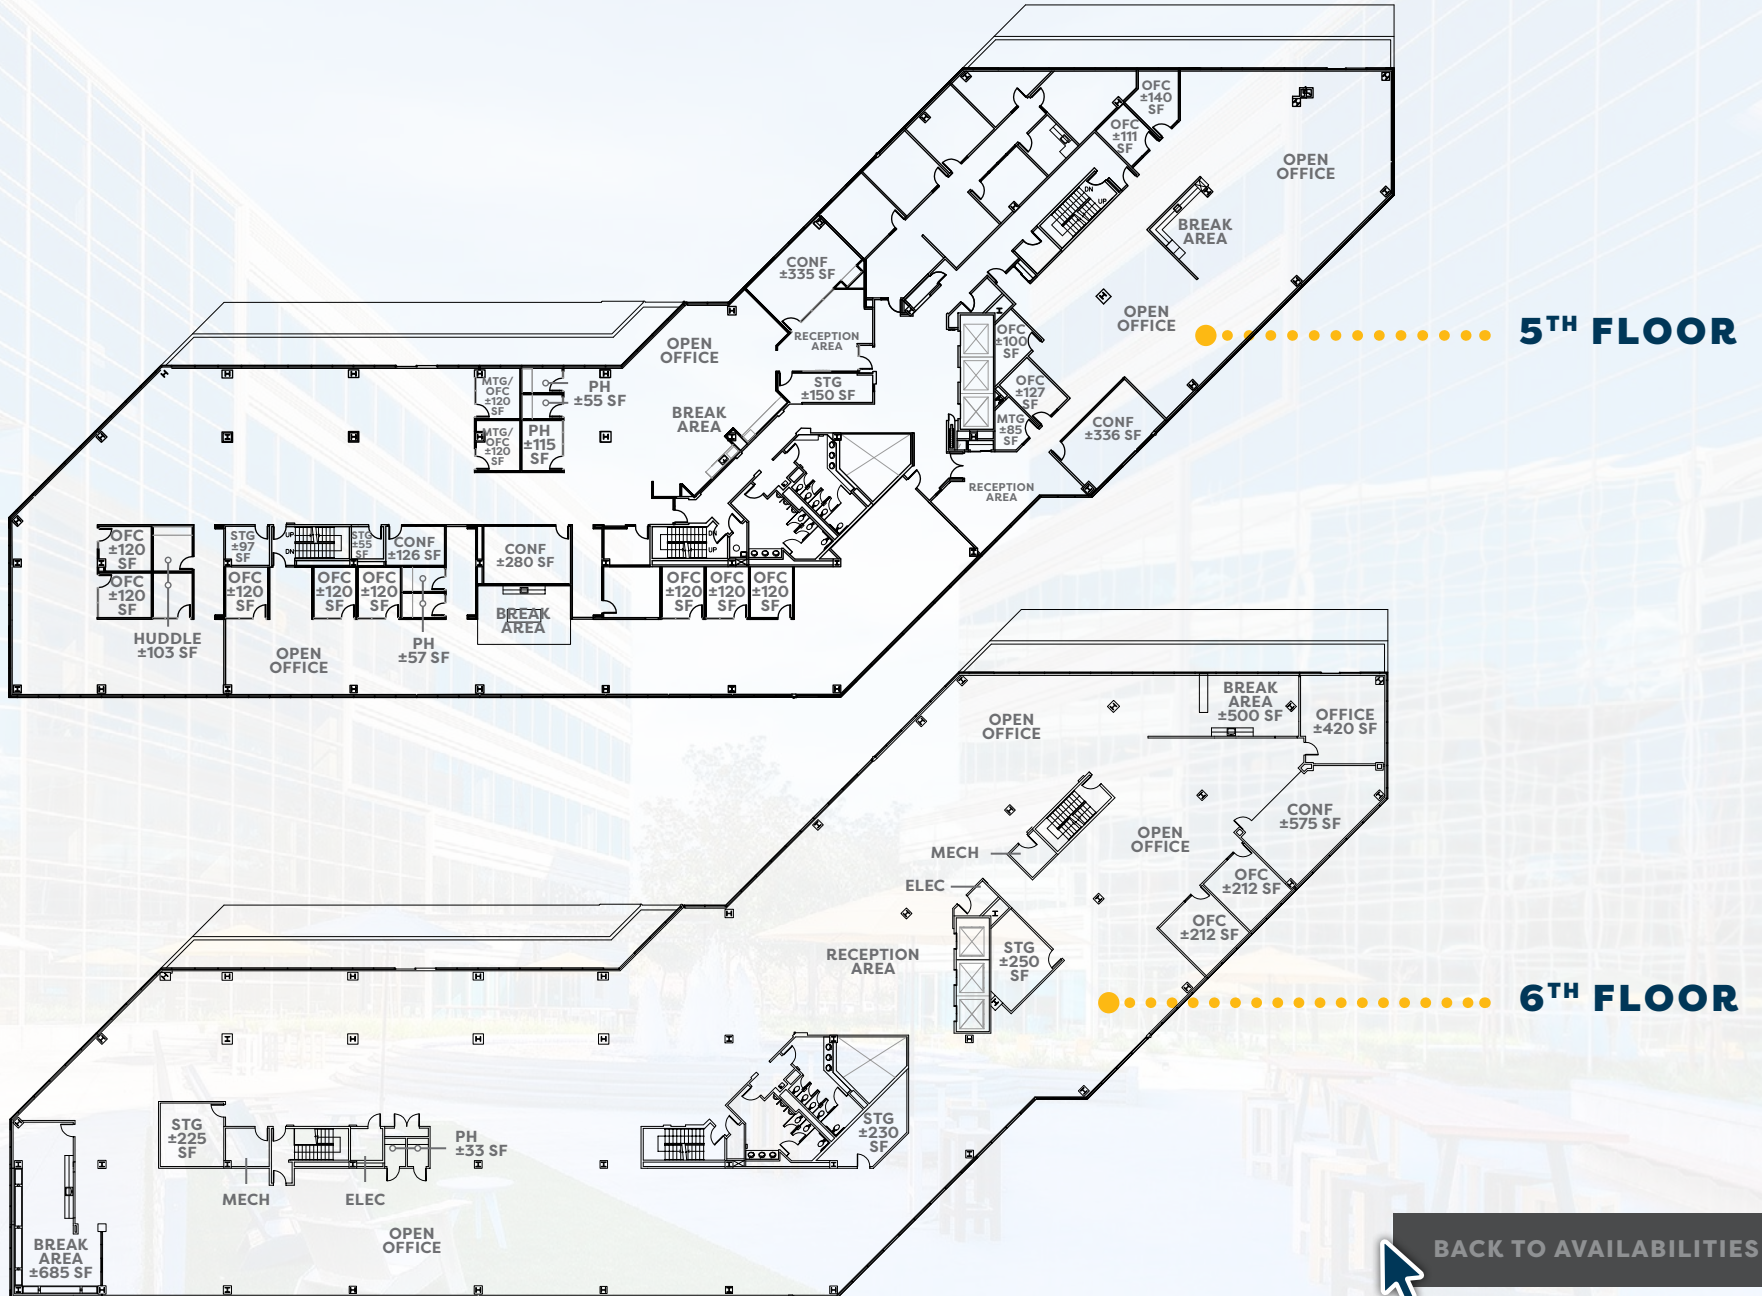 OFC
±140
SF
OFC
±111
SF
OPEN
OFFICE
DN
UP
BREAK
AREA
CONF
±335 SF
OPEN
OFFICE
RECEPTION
AREA
OPEN
OFFICE
OFC
±100
SF
5TH FLOOR
MTG/
OFC
±120
SF
PH
±55 SF
STG
±150 SF
OFC
±127
SF
BREAK
AREA
MTG/
OFC
±120
SF
PH
±115
SF
MTG
±85
SF
CONF
±336 SF
RECEPTION
AREA
OFC
±120
SF
STG
±97
SF
UP
DN
STG
±55
SF
CONF
±126 SF
CONF
±280 SF
DN
UP
OFC
±120
SF
OFC
±120
SF
OFC
±120
SF
OFC
±120
SF
OFC
±120
SF
OFC
±120
SF
OFC
±120
SF
BREAK
AREA
HUDDLE
±103 SF
OPEN
OFFICE
PH
±57 SF
BREAK
AREA
±500 SF
OFFICE
±420 SF
OPEN
OFFICE
CONF
±575 SF
OPEN
OFFICE
MECH
ELEC
OFC
±212 SF
OFC
±212 SF
RECEPTION
AREA
STG
±250
SF
6TH FLOOR
STG
±225
SF
PH
±33 SF
STG
±230
SF
MECH
ELEC
OPEN
OFFICE
BREAK
AREA
±685 SF
BACK TO AVAILABILITIES